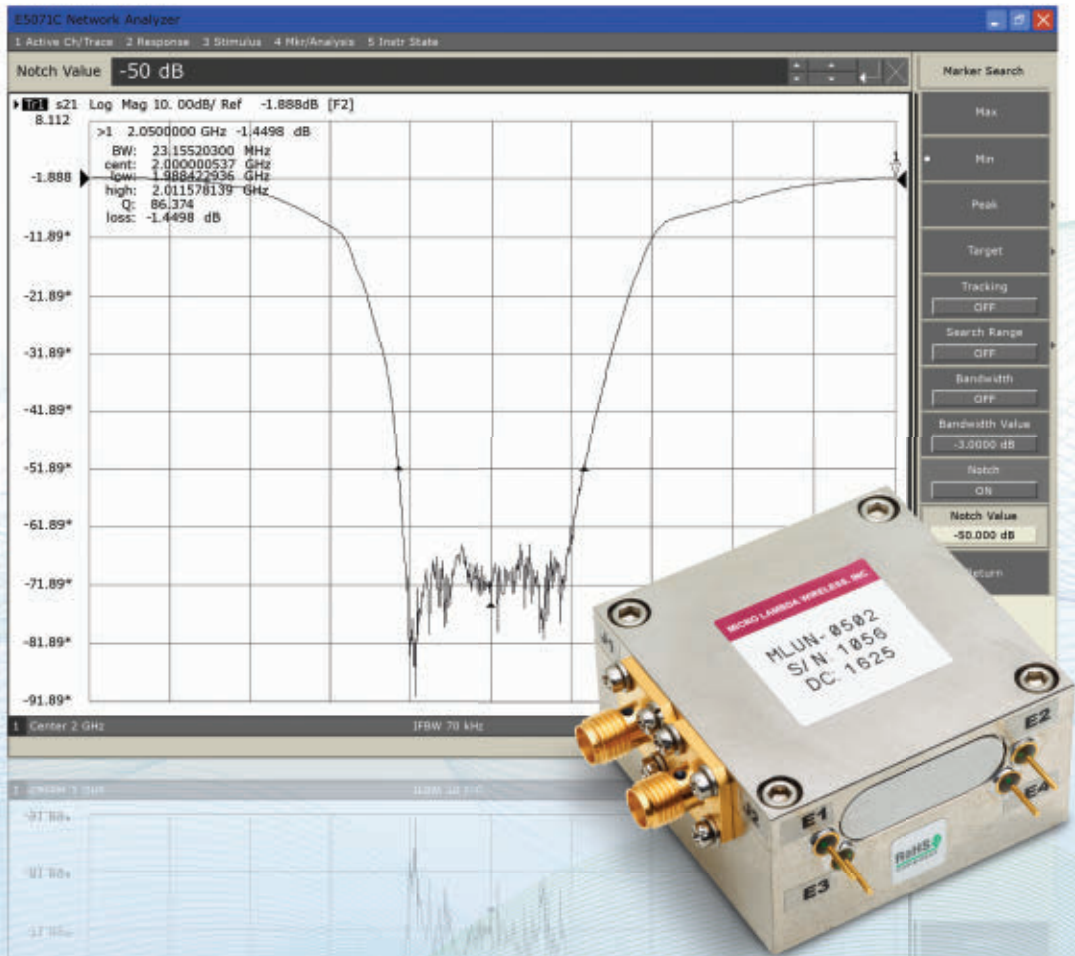 E5071C Network Analyzer
1 Active Ch/Trace 2 Response 3 Stimulus 4 Mkr/Analysis 5 Instr State
Notch Value -50 dB
Marker Search
Tr1 s21 Log Mag 10. 00dB/ Ref -1.888dB [F2]
8.112
>1 2.0500000 GHz -1.4498 dB
BW: 23.15520300 MHz
cent: 2.000000537 GHz
low: 1.988422936 GHz
high: 2.011578139 GHz
Q: 86.374
loss: -1.4498 dB
1
-1.888
-11.89*
-21.89*
-31.89*
-41.89*
-51.89*
-61.89*
-71.89*
-81.89*
-91.89*
Max
Min
Peak
Target
Tracking
OFF
Search Range
OFF
Bandwidth
OFF
Bandwidth Value
-3.0000 dB
Notch
ON
Notch Value
-50.000 dB
1 Center 2 GHz IFBW 70 kHz
MICRO LAMBDA WIRELESS, INC
MLUN-0502
S/N: 1056
DC: 1625
J2
E1
E2
E3
E4
RoHS